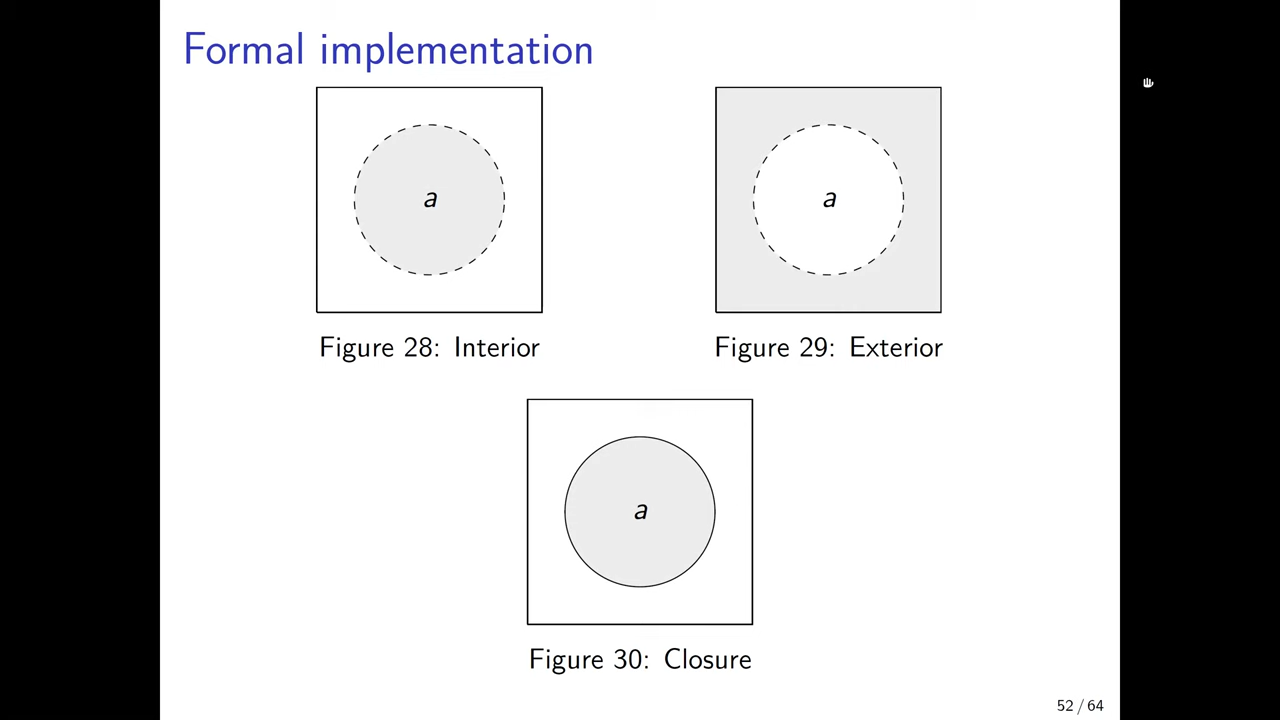 Formal implementation
a
a
Figure 28: Interior
Figure 29: Exterior
a
Figure 30: Closure
52 / 64